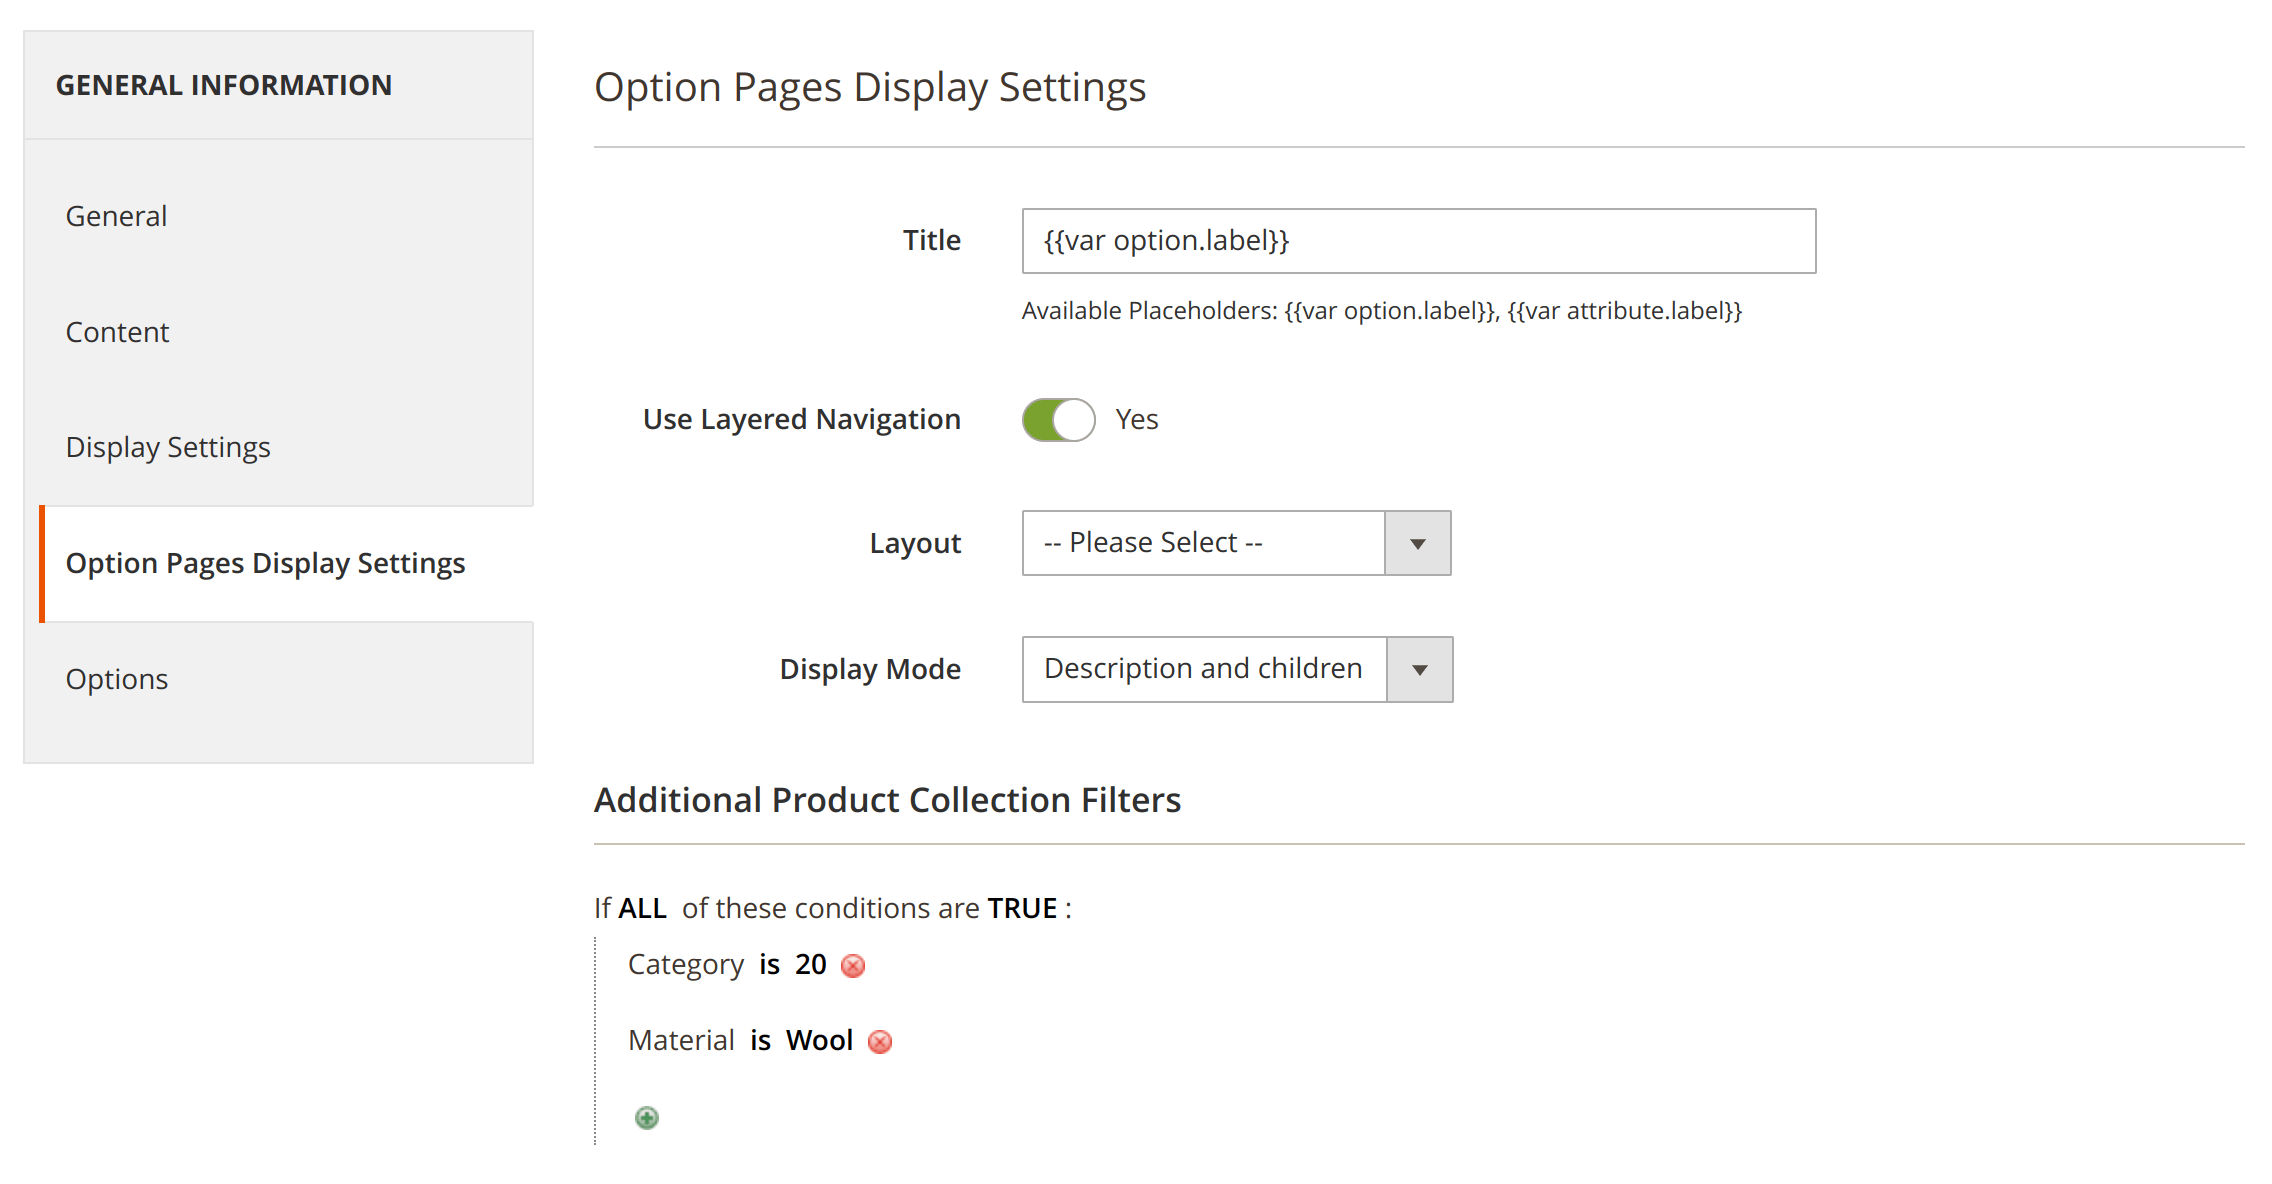 GENERAL INFORMATION
General
Content
Display Settings
Option Pages Display Settings
Options
Option Pages Display Settings
Title {{var option.label}}
Available Placeholders: {{var option.label}}, {{var attribute.label}}
Use Layered Navigation Yes
Layout -- Please Select --
Display Mode Description and children
Additional Product Collection Filters
If ALL of these conditions are TRUE :
Category is 20
Material is Wool